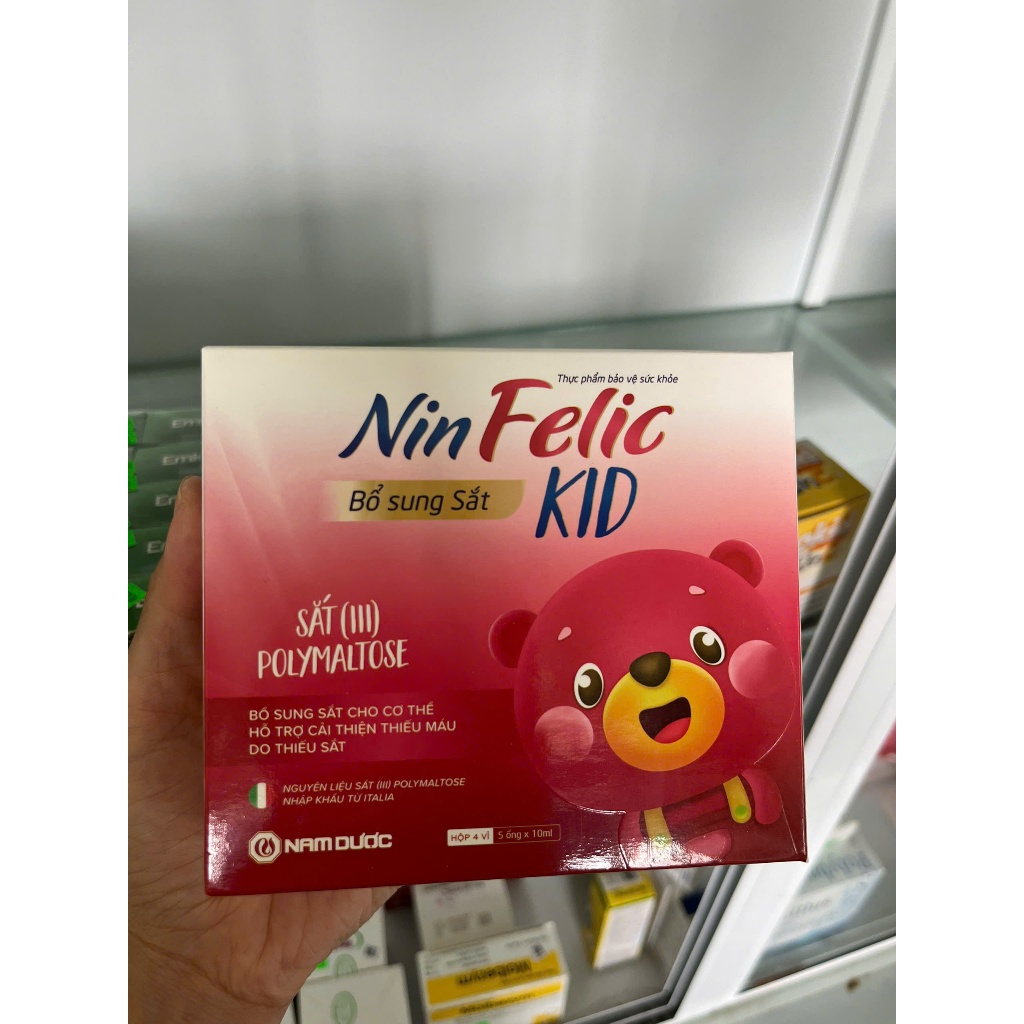 Thực phẩm bảo vệ sức khỏe
Nin Felic
KID
Bổ sung Sắt
SẮT (III)
POLYMALTOSE
BỔ SUNG SẮT CHO CƠ THỂ
HỖ TRỢ CẢI THIỆN THIẾU MÁU
DO THIẾU SẮT
NGUYÊN LIỆU SẮT (III) POLYMALTOSE
NHẬP KHẨU TỪ ITALIA
NAM DƯỢC
HỘP 4 VỈ 5 ống x 10ml